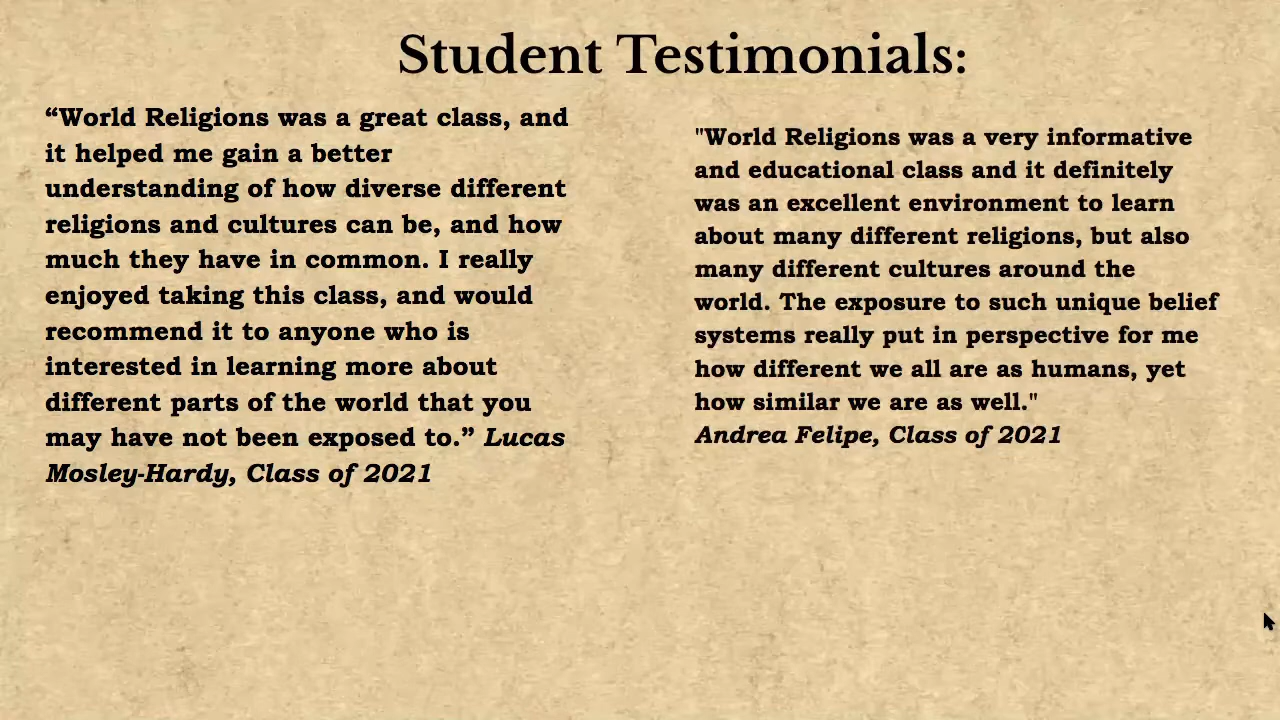 Student Testimonials:
“World Religions was a great class, and
it helped me gain a better
understanding of how diverse different
religions and cultures can be, and how
much they have in common. I really
enjoyed taking this class, and would
recommend it to anyone who is
interested in learning more about
different parts of the world that you
may have not been exposed to.” Lucas
Mosley-Hardy, Class of 2021
"World Religions was a very informative
and educational class and it definitely
was an excellent environment to learn
about many different religions, but also
many different cultures around the
world. The exposure to such unique belief
systems really put in perspective for me
how different we all are as humans, yet
how similar we are as well."
Andrea Felipe, Class of 2021